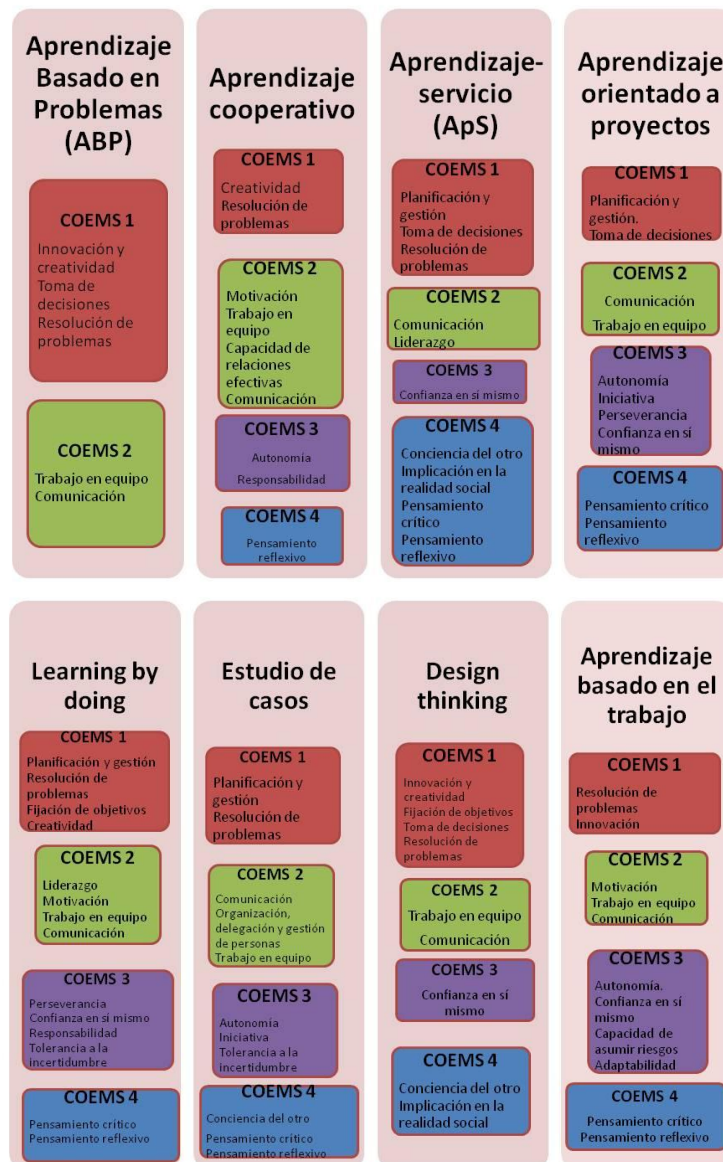 Aprendizaje
Basado en
Problemas
(ABP)
COEMS 1
Innovación y
creatividad
Toma de
decisiones
Resolución de
problemas
COEMS 2
Trabajo en equipo
Comunicación
Aprendizaje
cooperativo
COEMS 1
Creatividad
Resolución de
problemas
COEMS 2
Motivación
Trabajo en
equipo
Capacidad de
relaciones
efectivas
Comunicación
COEMS 3
Autonomía
Responsabilidad
COEMS 4
Pensamiento
reflexivo
Aprendizaje-
servicio
(ApS)
COEMS 1
Planificación y
gestión
Toma de decisiones
Resolución de
problemas
COEMS 2
Comunicación
Liderazgo
COEMS 3
Confianza en sí mismo
COEMS 4
Conciencia del otro
Implicación en la
realidad social
Pensamiento
crítico
Pensamiento
reflexivo
Aprendizaje
orientado a
proyectos
COEMS 1
Planificación y
gestión.
Toma de decisiones
COEMS 2
Comunicación
Trabajo en equipo
COEMS 3
Autonomía
Iniciativa
Perseverancia
Confianza en sí
mismo
COEMS 4
Pensamiento crítico
Pensamiento
reflexivo
Learning by
doing
COEMS 1
Planificación y gestión
Resolución de
problemas
Fijación de objetivos
Creatividad
COEMS 2
Liderazgo
Motivación
Trabajo en equipo
Comunicación
COEMS 3
Perseverancia
Confianza en si mismo
Responsabilidad
Tolerancia a la
incertidumbre
COEMS 4
Pensamiento crítico
Pensamiento reflexivo
Estudio de
casos
COEMS 1
Planificación y
gestión
Resolución de
problemas
COEMS 2
Comunicación
Organización,
delegación y gestión
de personas
Trabajo en equipo
COEMS 3
Autonomía
Iniciativa
Tolerancia a la
incertidumbre
COEMS 4
Conciencia del otro
Pensamiento crítico
Pensamiento reflexivo
Design
thinking
COEMS 1
Innovación y
creatividad
Fijación de objetivos
Toma de decisiones
Resolución de
problemas
COEMS 2
Trabajo en equipo
Comunicación
COEMS 3
Confianza en sí
mismo
COEMS 4
Conciencia del otro
Implicación en la
realidad social
Aprendizaje
basado en el
trabajo
COEMS 1
Resolución de
problemas
Innovación
COEMS 2
Motivación
Trabajo en equipo
Comunicación
COEMS 3
Autonomía.
Confianza en sí
mismo
Capacidad de
asumir riesgos
Adaptabilidad
COEMS 4
Pensamiento crítico
Pensamiento reflexivo